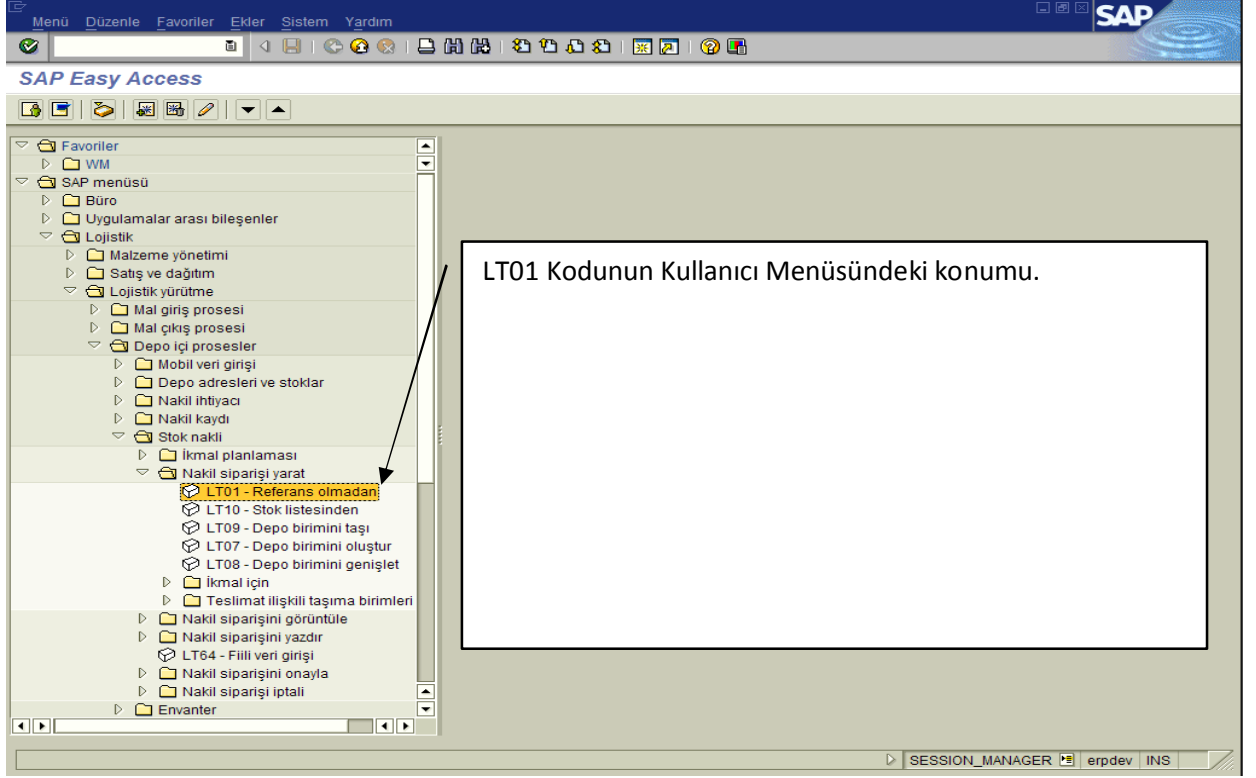 Menü Düzenle Favoriler Ekler Sistem Yardım
SAP
SAP Easy Access
Favoriler
WM
SAP menüsü
Büro
Uygulamalar arası bileşenler
Lojistik
Malzeme yönetimi
Satış ve dağıtım
Lojistik yürütme
Mal giriş prosesi
Mal çıkış prosesi
Depo içi prosesler
Mobil veri girişi
Depo adresleri ve stoklar
Nakil ihtiyacı
Nakil kaydı
Stok nakli
İkmal planlaması
Nakil siparişi yarat
LT01 - Referans olmadan
LT10 - Stok listesinden
LT09 - Depo birimini taşı
LT07 - Depo birimini oluştur
LT08 - Depo birimini genişlet
İkmal için
Teslimat ilişkili taşıma birimleri
Nakil siparişini görüntüle
Nakil siparişini yazdır
LT64 - Fiili veri girişi
Nakil siparişini onayla
Nakil siparişi iptali
Envanter
LT01 Kodunun Kullanıcı Menüsündeki konumu.
SESSION_MANAGER erpdev INS